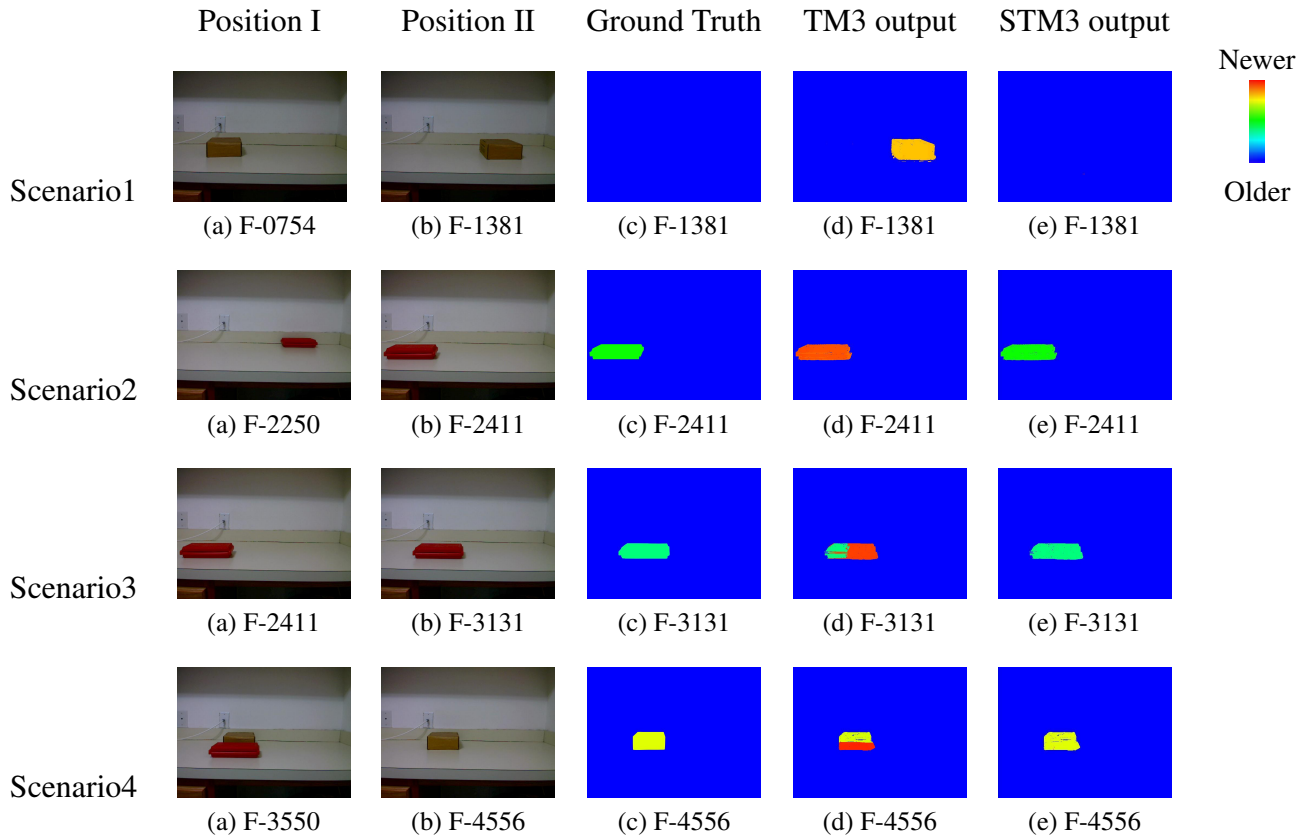 Position I Position II Ground Truth TM3 output STM3 output
Newer
Older
Scenario1
(a) F-0754 (b) F-1381 (c) F-1381 (d) F-1381 (e) F-1381
Scenario2
(a) F-2250 (b) F-2411 (c) F-2411 (d) F-2411 (e) F-2411
Scenario3
(a) F-2411 (b) F-3131 (c) F-3131 (d) F-3131 (e) F-3131
Scenario4
(a) F-3550 (b) F-4556 (c) F-4556 (d) F-4556 (e) F-4556